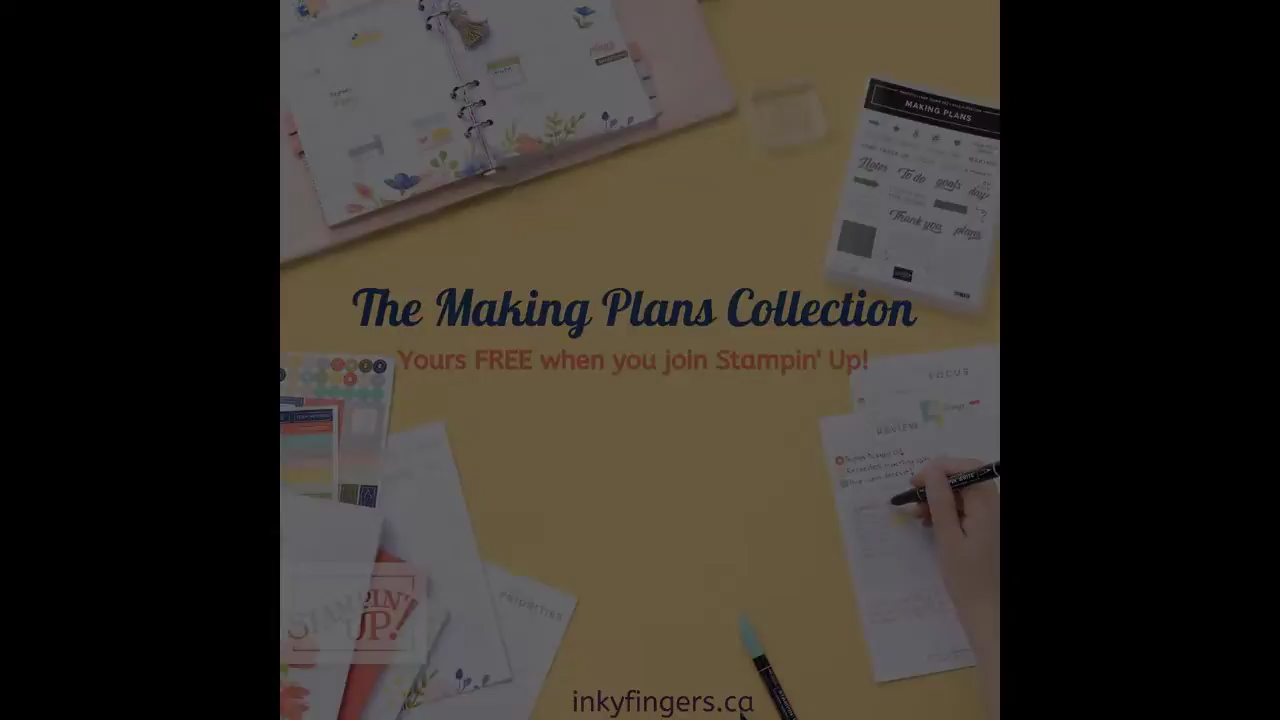 MAKING PLANS
Notes To do goals day
Thank you plans
The Making Plans Collection
Yours FREE when you join Stampin' Up!
FOCUS
REVIEW
PRIORITIES
STAMPIN'
UP!
inkyfingers.ca